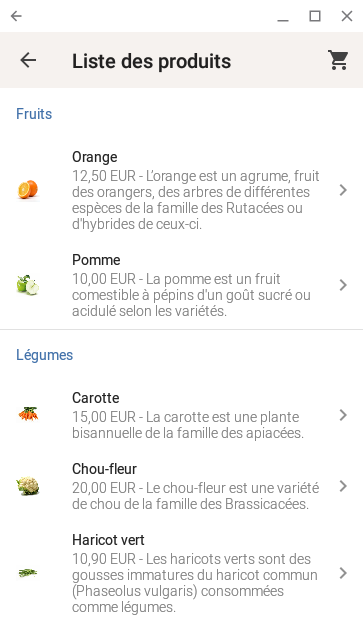 Liste des produits
Fruits
Orange
12,50 EUR - L'orange est un agrume, fruit
des orangers, des arbres de différentes
espèces de la famille des Rutacées ou
d'hybrides de ceux-ci.
Pomme
10,00 EUR - La pomme est un fruit
comestible à pépins d'un goût sucré ou
acidulé selon les variétés.
Légumes
Carotte
15,00 EUR - La carotte est une plante
bisannuelle de la famille des apiacées.
Chou-fleur
20,00 EUR - Le chou-fleur est une variété
de chou de la famille des Brassicacées.
Haricot vert
10,90 EUR - Les haricots verts sont des
gousses immatures du haricot commun
(Phaseolus vulgaris) consommées
comme légumes.